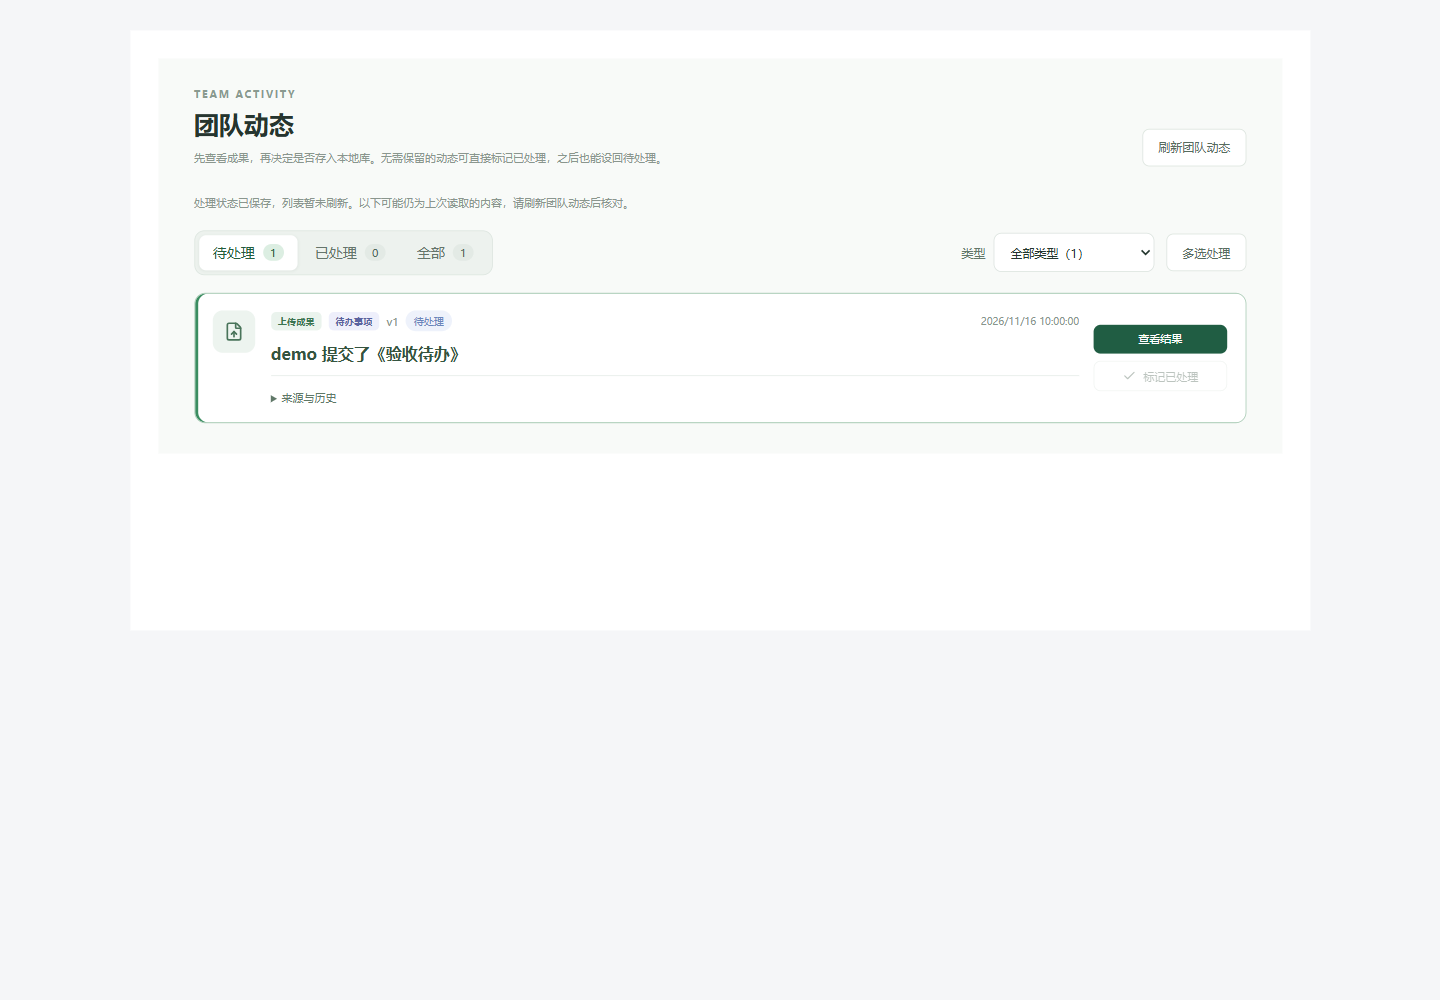 TEAM ACTIVITY
团队动态
先查看成果，再决定是否存入本地库。无需保留的动态可直接标记已处理，之后也能设回待处理。
刷新团队动态
处理状态已保存，列表暂未刷新。以下可能仍为上次读取的内容，请刷新团队动态后核对。
待处理 1 已处理 0 全部 1
类型 全部类型（1） 多选处理
上传成果 待办事项 v1 待处理 2026/11/16 10:00:00
查看结果
demo 提交了《验收待办》
标记已处理
来源与历史